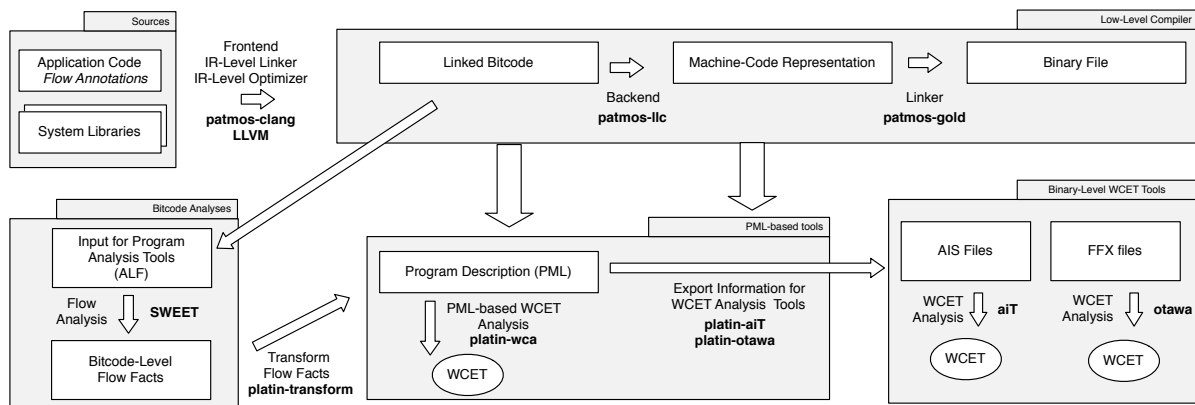 Sources
Application Code
Flow Annotations
System Libraries
Frontend
IR-Level Linker
IR-Level Optimizer
patmos-clang
LLVM
Low-Level Compiler
Linked Bitcode
Backend
patmos-llc
Machine-Code Representation
Linker
patmos-gold
Binary File
Bitcode Analyses
Input for Program
Analysis Tools
(ALF)
Flow
Analysis
SWEET
Bitcode-Level
Flow Facts
Transform
Flow Facts
platin-transform
PML-based tools
Program Description (PML)
PML-based WCET
Analysis
platin-wca
WCET
Export Information for
WCET Analysis Tools
platin-aiT
platin-otawa
Binary-Level WCET Tools
AIS Files
WCET
Analysis
aiT
WCET
FFX files
WCET
Analysis
otawa
WCET